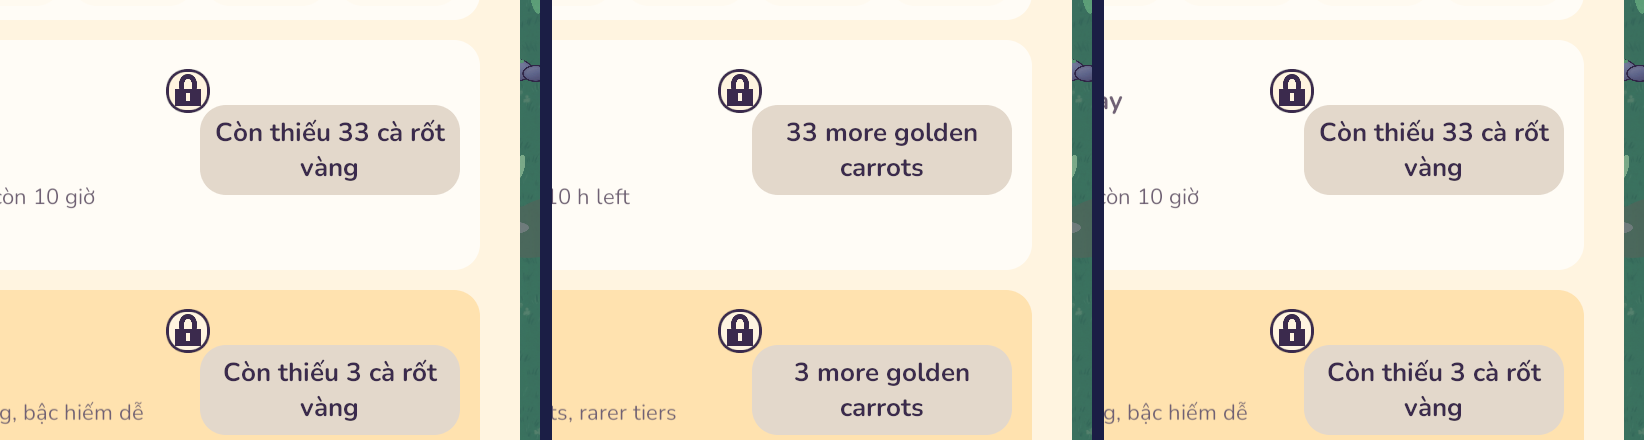 Còn thiếu 33 cà rốt
vàng
còn 10 giờ
Còn thiếu 3 cà rốt
vàng
g, bậc hiếm dễ
33 more golden
carrots
10 h left
3 more golden
carrots
ts, rarer tiers
ay
Còn thiếu 33 cà rốt
vàng
còn 10 giờ
Còn thiếu 3 cà rốt
vàng
g, bậc hiếm dễ